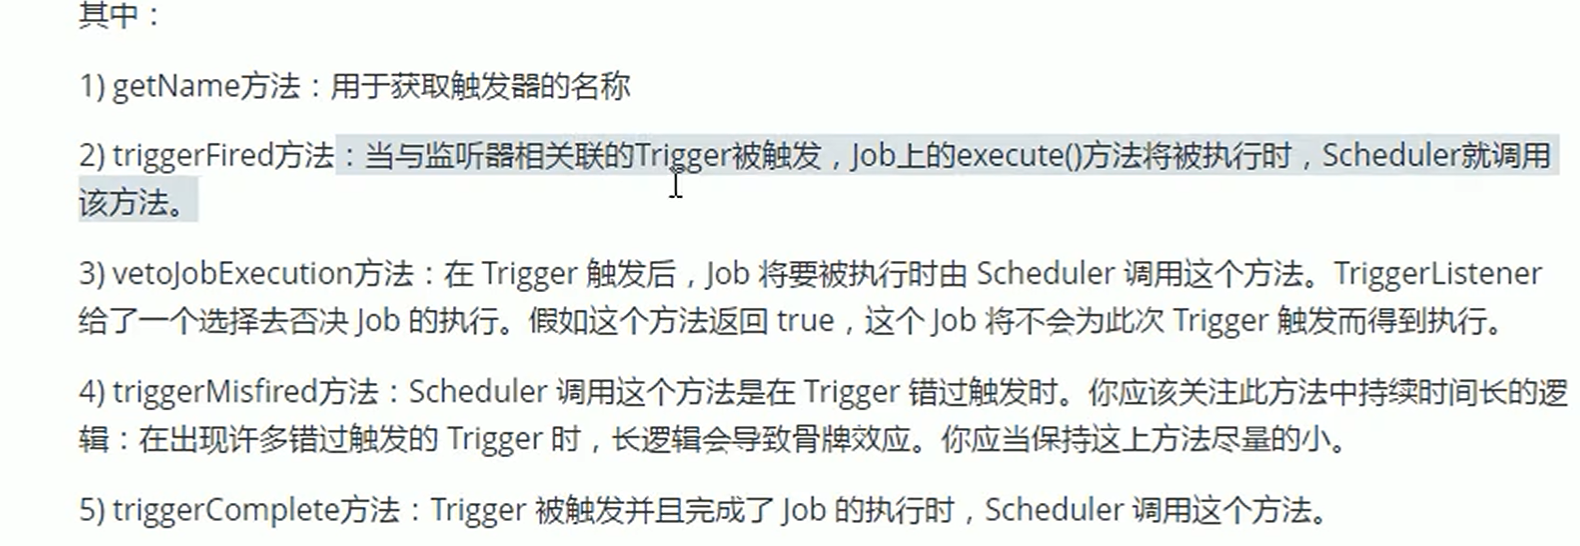 其中：
1) getName方法：用于获取触发器的名称
2) triggerFired方法：当与监听器相关联的Trigger被触发，Job上的execute()方法将被执行时，Scheduler就调用
该方法。
3) vetoJobExecution方法：在 Trigger 触发后，Job 将要被执行时由 Scheduler 调用这个方法。TriggerListener
给了一个选择去否决 Job 的执行。假如这个方法返回 true，这个 Job 将不会为此次 Trigger 触发而得到执行。
4) triggerMisfired方法：Scheduler 调用这个方法是在 Trigger 错过触发时。你应该关注此方法中持续时间长的逻
辑：在出现许多错过触发的 Trigger 时，长逻辑会导致骨牌效应。你应当保持这上方法尽量的小。
5) triggerComplete方法：Trigger 被触发并且完成了 Job 的执行时，Scheduler 调用这个方法。